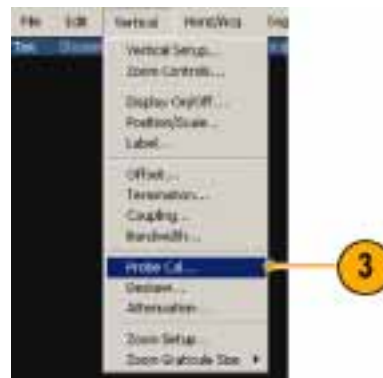 File Edit Vertical Horiz/Acq
Tek
Vertical Setup...
Zoom Controls...
Display On/Off...
Position/Scale...
Label...
Offset...
Termination...
Coupling...
Bandwidth...
Probe Cal...
3
Deskew...
Attenuation...
Zoom Setup...
Zoom Graticule Size